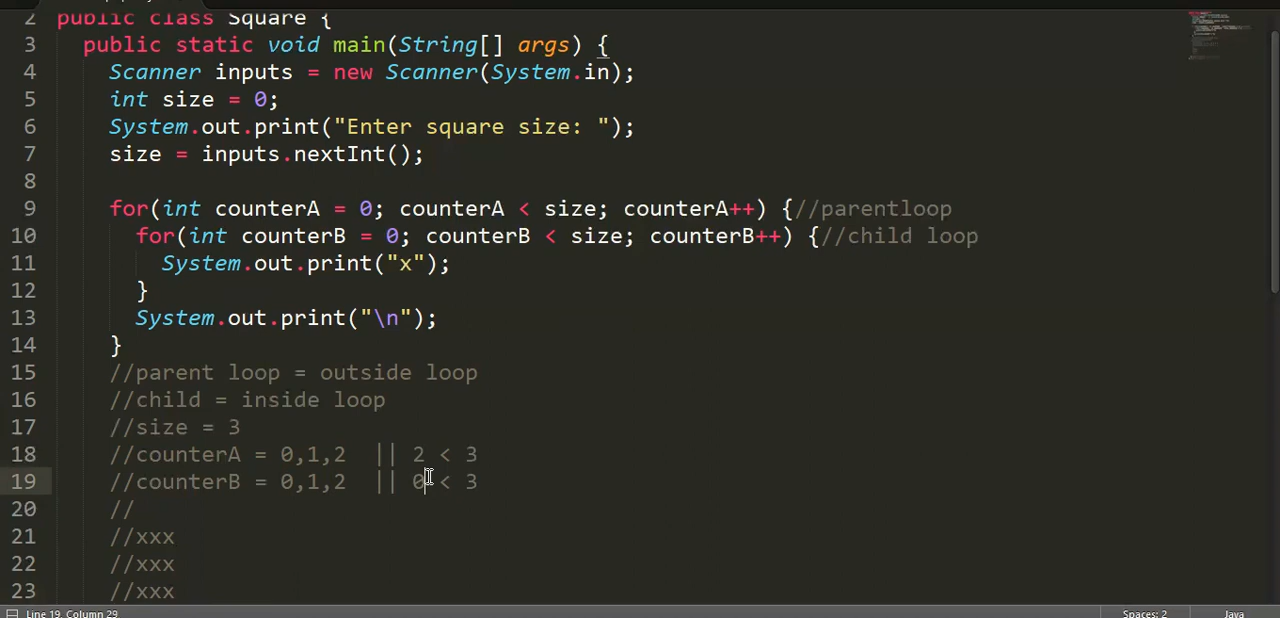 2 public class Square {
3 public static void main(String[] args) {
4 Scanner inputs = new Scanner(System.in);
5 int size = 0;
6 System.out.print("Enter square size: ");
7 size = inputs.nextInt();
8
9 for(int counterA = 0; counterA < size; counterA++) {//parentloop
10 for(int counterB = 0; counterB < size; counterB++) {//child loop
11 System.out.print("x");
12 }
13 System.out.print("\n");
14 }
15 //parent loop = outside loop
16 //child = inside loop
17 //size = 3
18 //counterA = 0,1,2 || 2 < 3
19 //counterB = 0,1,2 || 0 < 3
20 //
21 //xxx
22 //xxx
23 //xxx
Line 19, Column 29
Spaces: 2
Java